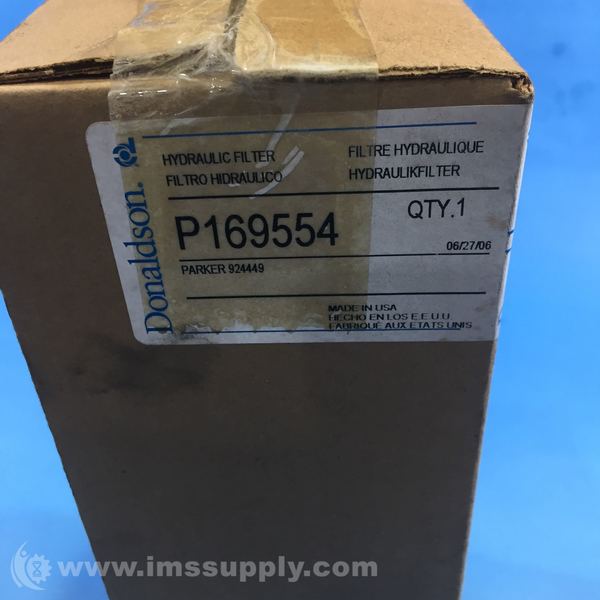 Donaldson.
HYDRAULIC FILTER
FILTRE HYDRAULIQUE
FILTRO HIDRAULICO
HYDRAULIKFILTER
P169554
QTY.1
06/27/06
PARKER 924449
MADE IN USA
HECHO EN LOS E.E.U.U.
FABRIQUE AUX ETATS UNIS
www.imssupply.com